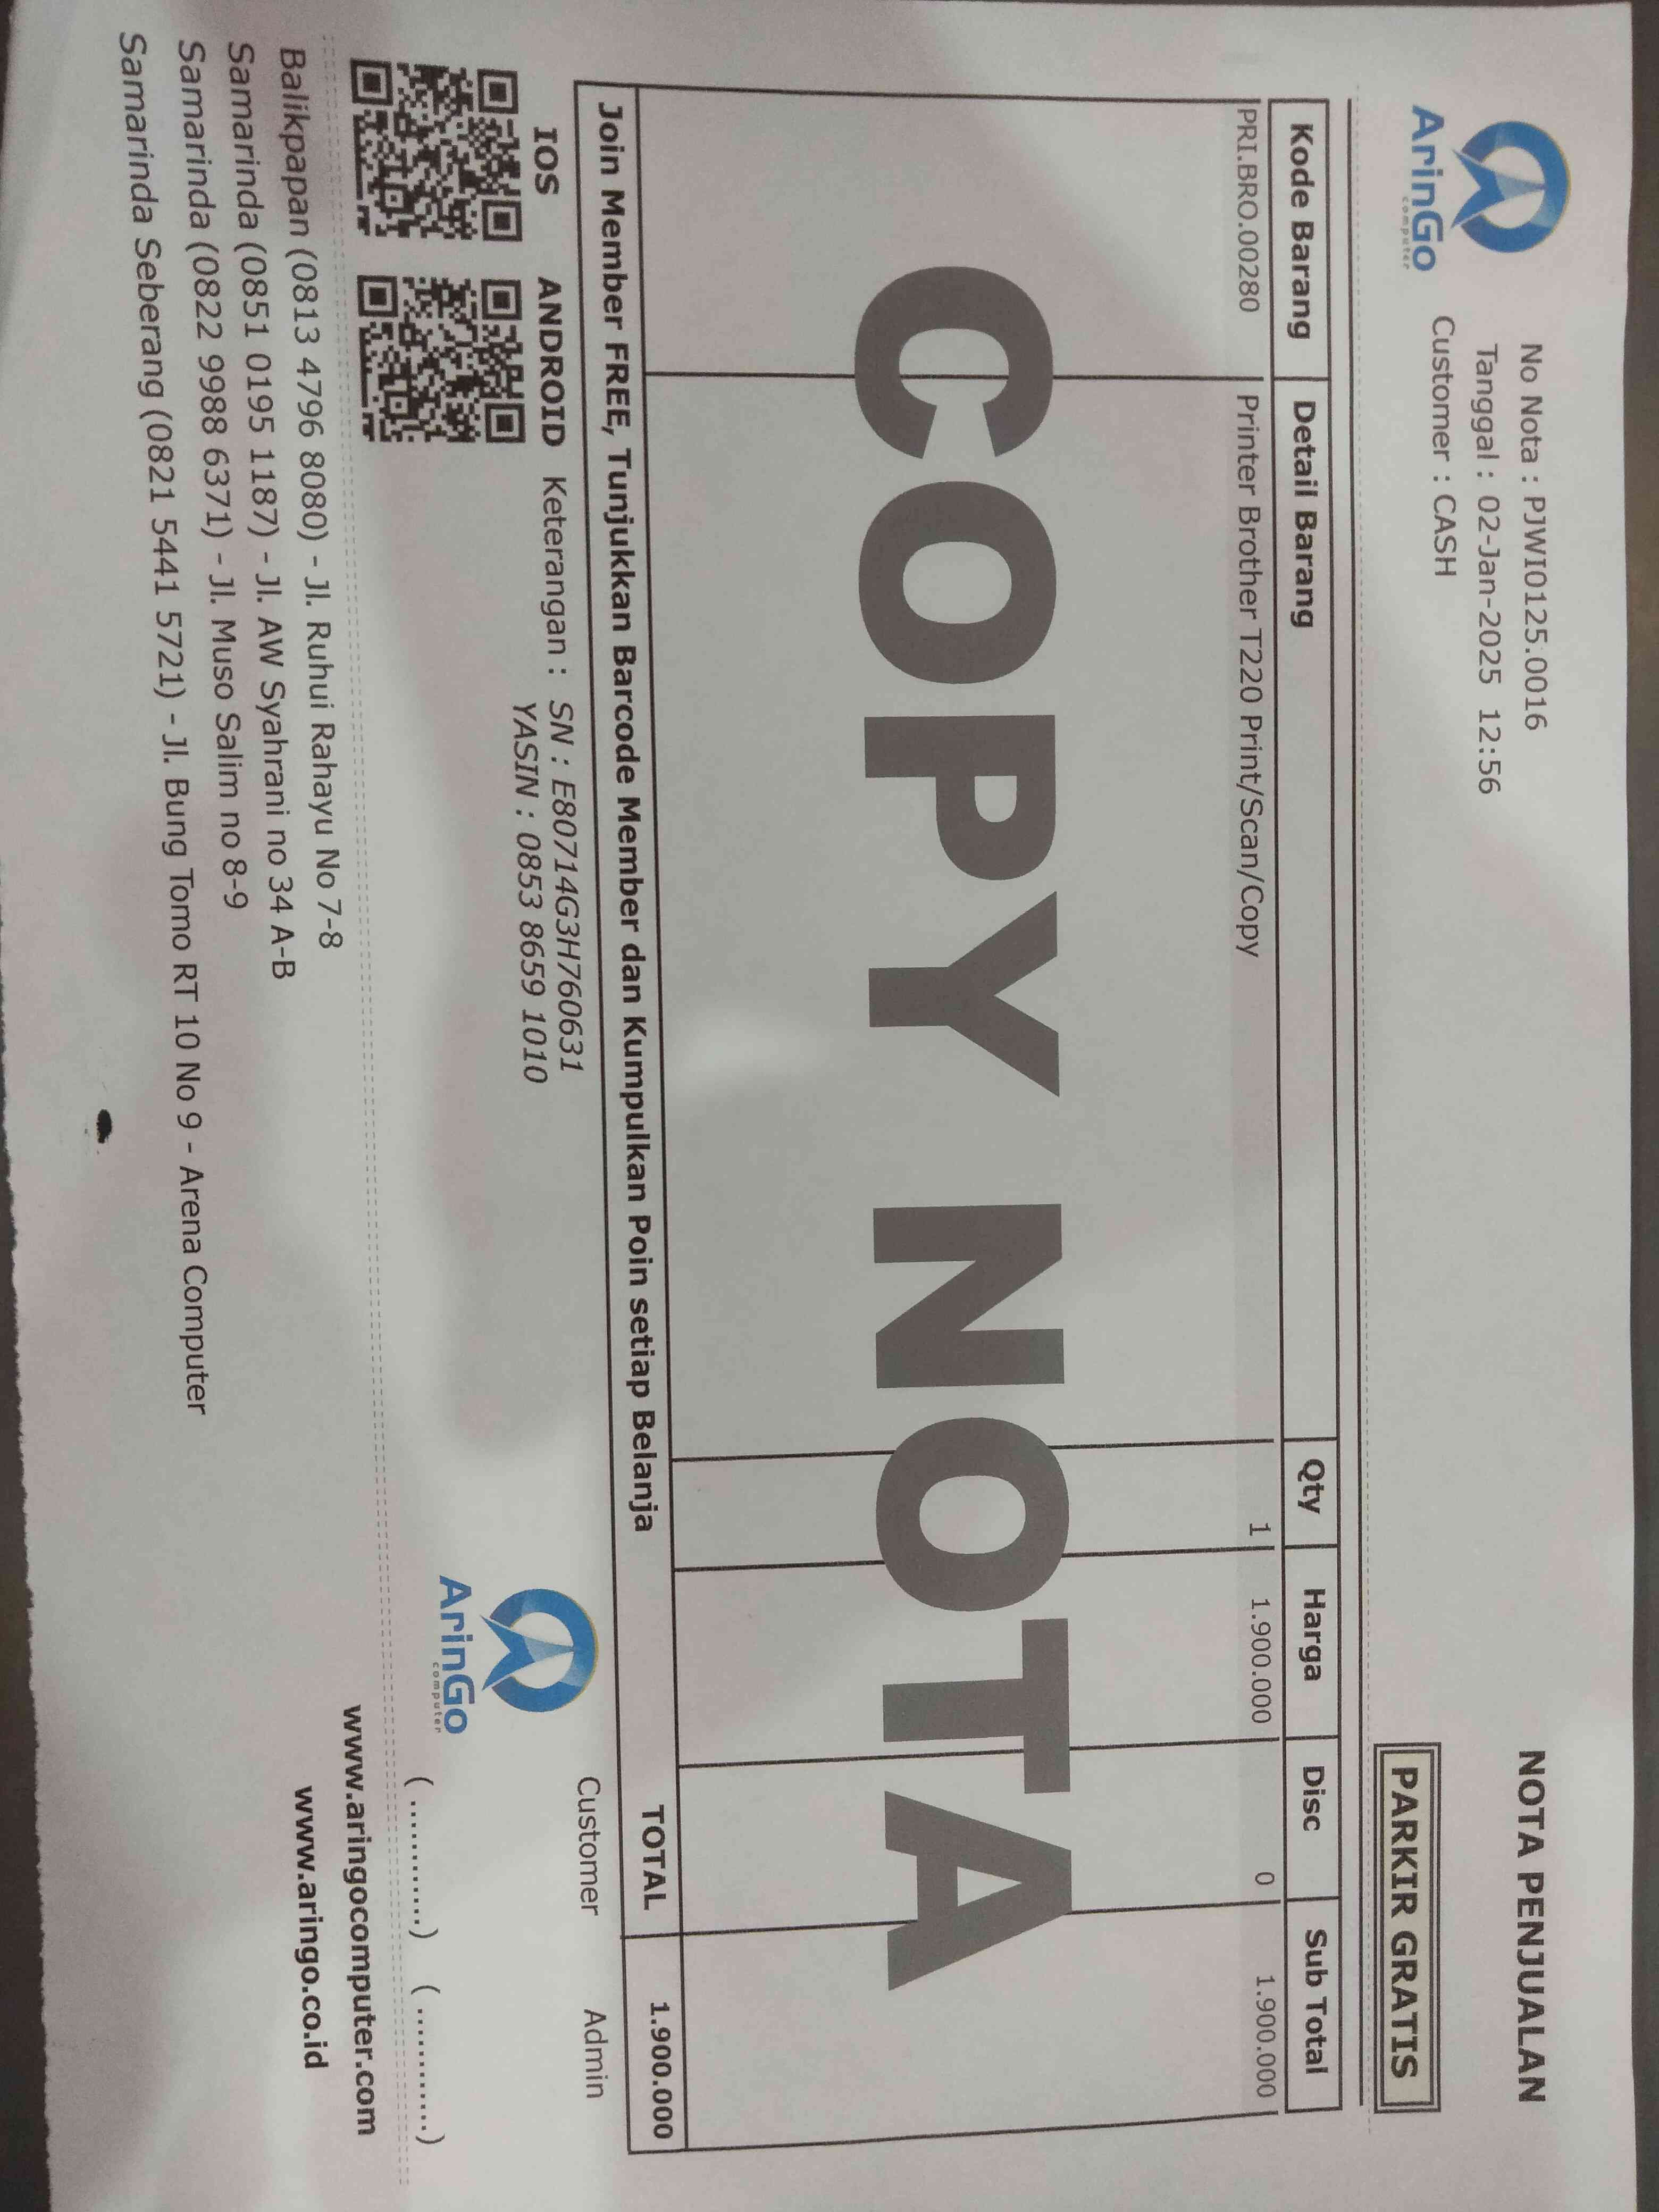 ArinGo
computer
No Nota : PJWI0125.0016
Tanggal : 02-Jan-2025 12:56
Customer : CASH
NOTA PENJUALAN
PARKIR GRATIS
Kode Barang Detail Barang Qty Harga Disc Sub Total
PRI.BRO.00280 Printer Brother T220 Print/Scan/Copy 1 1.900.000 0 1.900.000
COPY NOTA
Join Member FREE, Tunjukkan Barcode Member dan Kumpulkan Poin setiap Belanja TOTAL 1.900.000
IOS ANDROID
Keterangan : SN : E80714G3H760631
YASIN : 0853 8659 1010
ArinGo
computer
Customer Admin
(..........) (..........)
Balikpapan (0813 4796 8080) - Jl. Ruhui Rahayu No 7-8
Samarinda (0851 0195 1187) - Jl. AW Syahrani no 34 A-B
Samarinda (0822 9988 6371) - Jl. Muso Salim no 8-9
Samarinda Seberang (0821 5441 5721) - Jl. Bung Tomo RT 10 No 9 - Arena Computer
www.aringocomputer.com
www.aringo.co.id